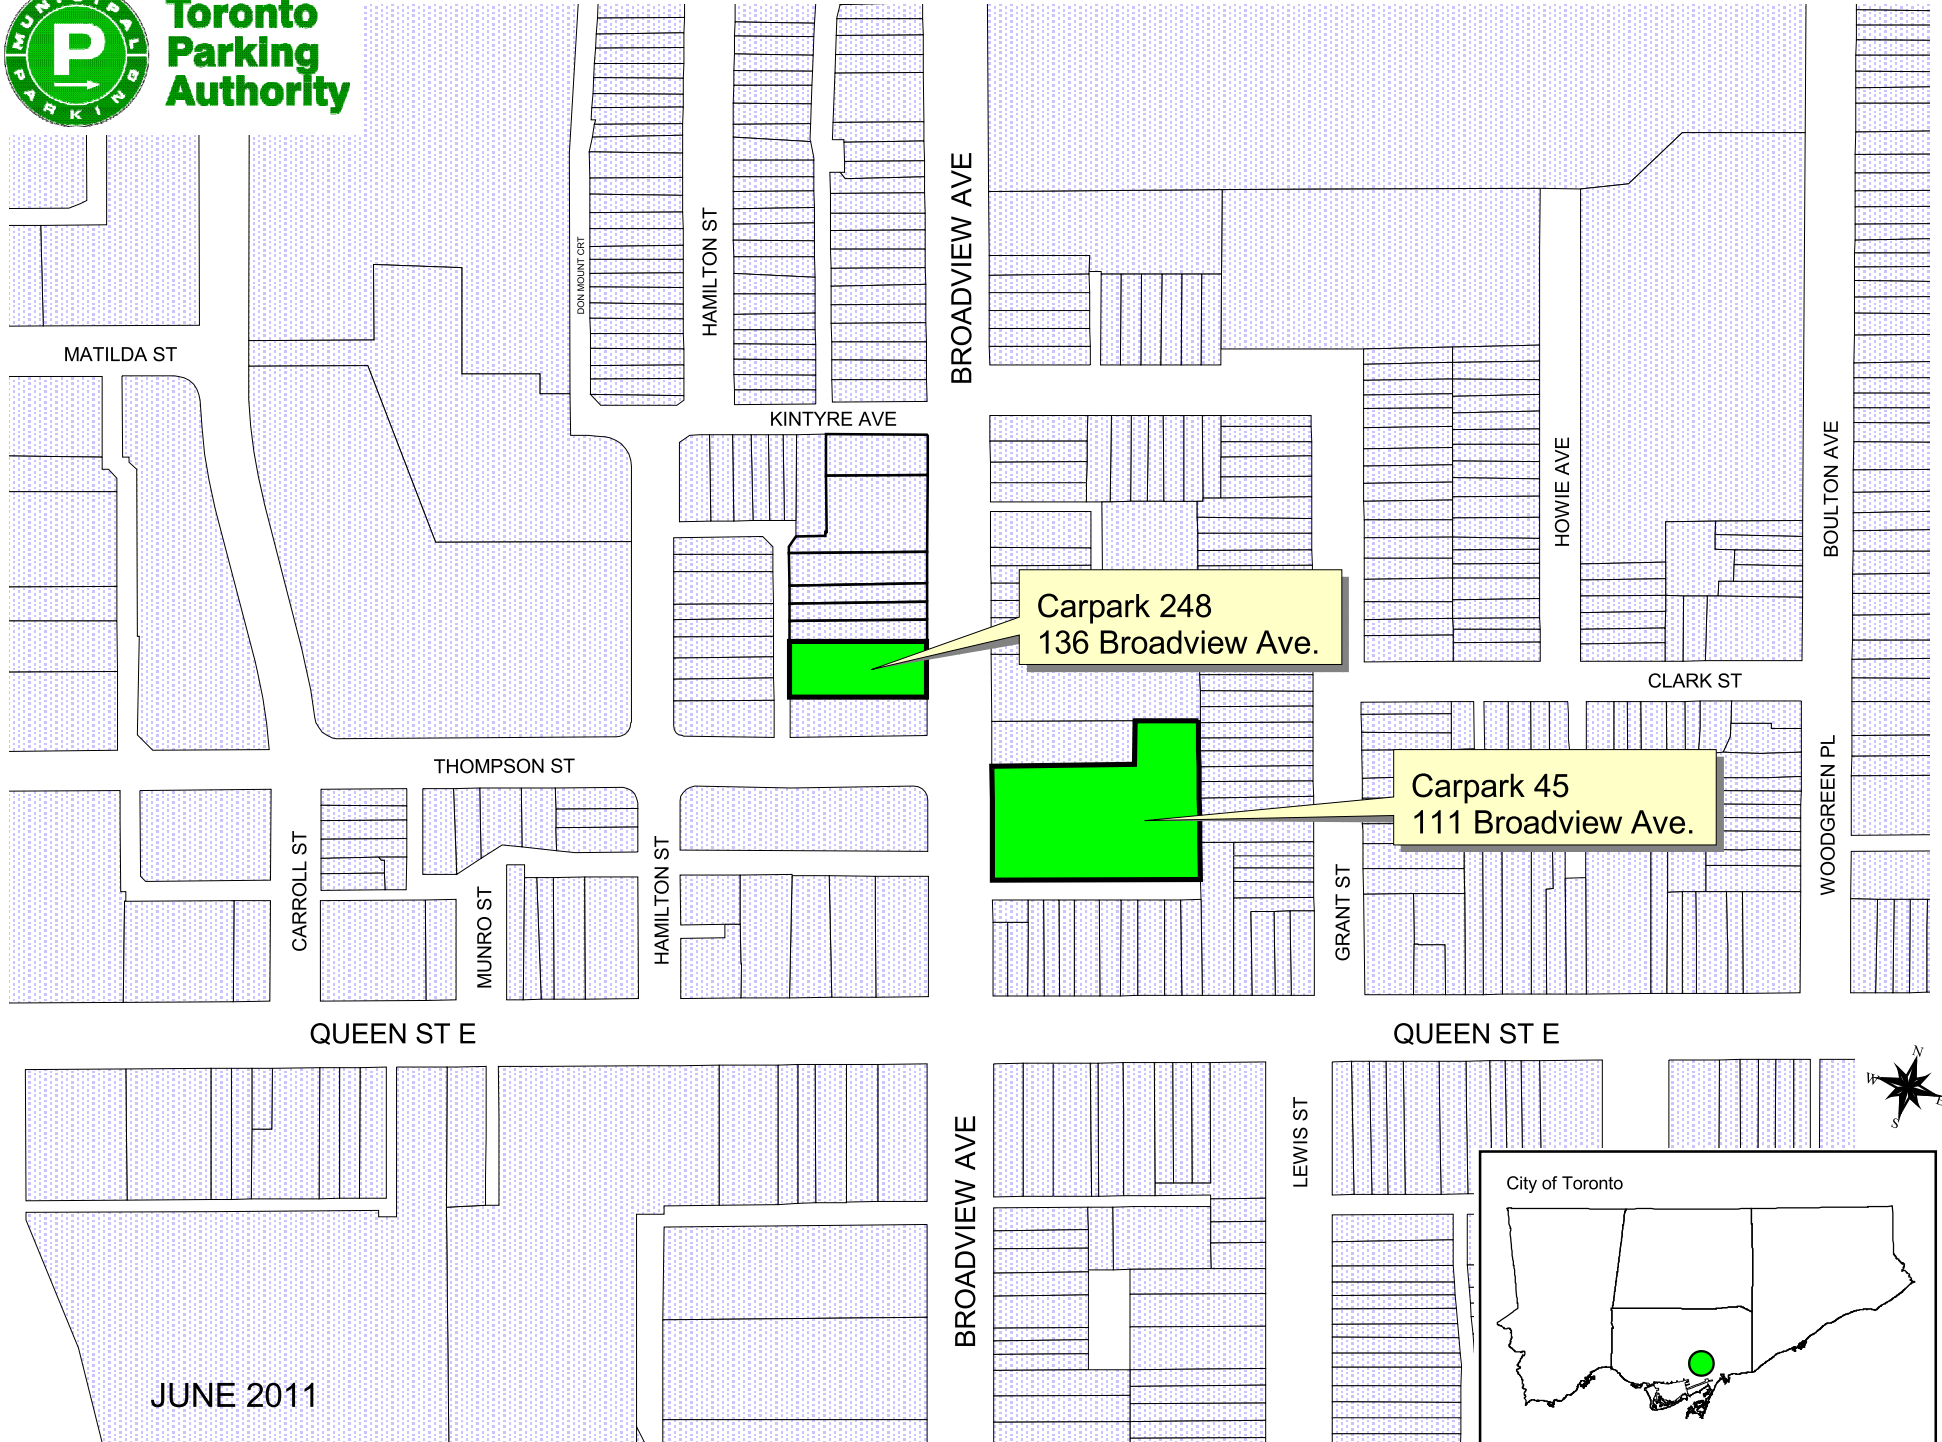 MUNICIPAL
P
PARKING
Toronto
Parking
Authority
DON MOUNT CRT
HAMILTON ST
BROADVIEW AVE
MATILDA ST
KINTYRE AVE
HOWIE AVE
BOULTON AVE
Carpark 248
136 Broadview Ave.
CLARK ST
THOMPSON ST
Carpark 45
111 Broadview Ave.
WOODGREEN PL
CARROLL ST
MUNRO ST
HAMILTON ST
GRANT ST
QUEEN ST E
QUEEN ST E
N
W
E
S
BROADVIEW AVE
LEWIS ST
City of Toronto
JUNE 2011